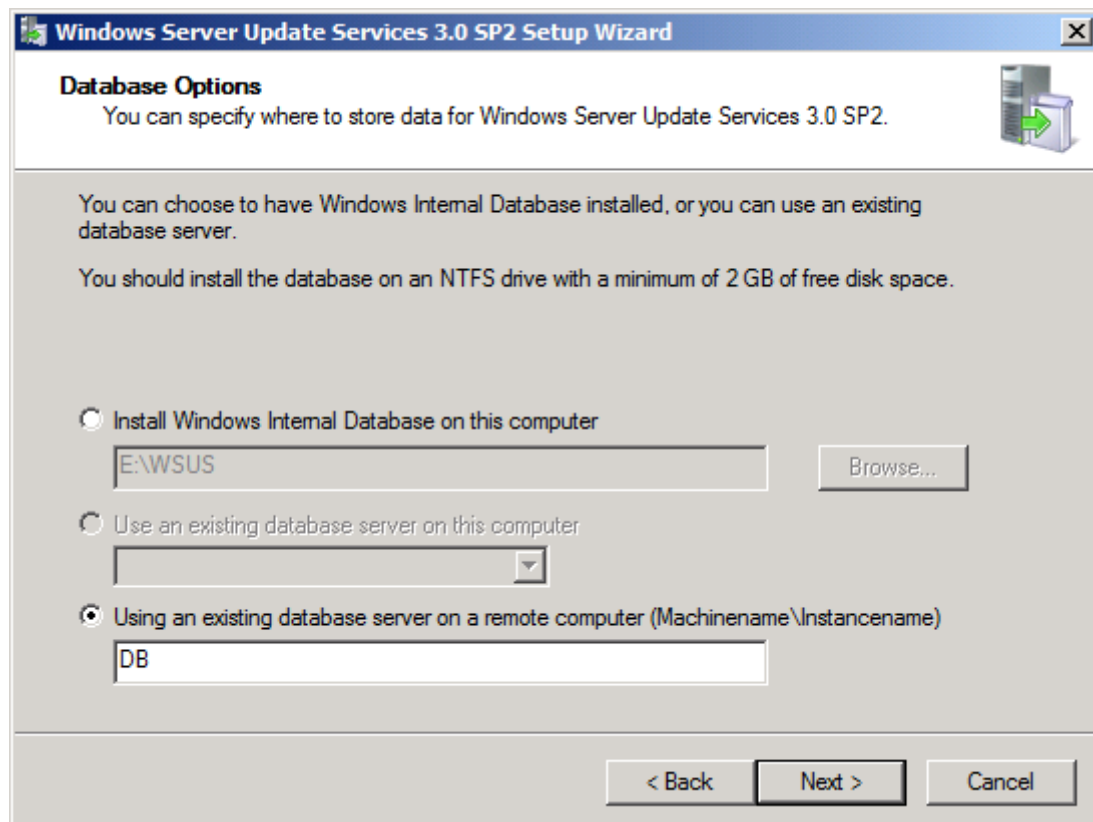 Windows Server Update Services 3.0 SP2 Setup Wizard
Database Options
You can specify where to store data for Windows Server Update Services 3.0 SP2.
You can choose to have Windows Internal Database installed, or you can use an existing
database server.
You should install the database on an NTFS drive with a minimum of 2 GB of free disk space.
Install Windows Internal Database on this computer
E:\WSUS
Browse...
Use an existing database server on this computer
Using an existing database server on a remote computer (Machinename\Instancename)
DB
< Back
Next >
Cancel